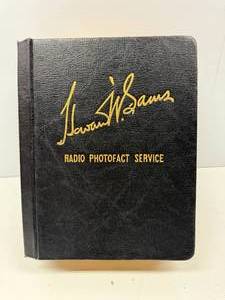 Howard W. Sams
RADIO PHOTOFACT SERVICE